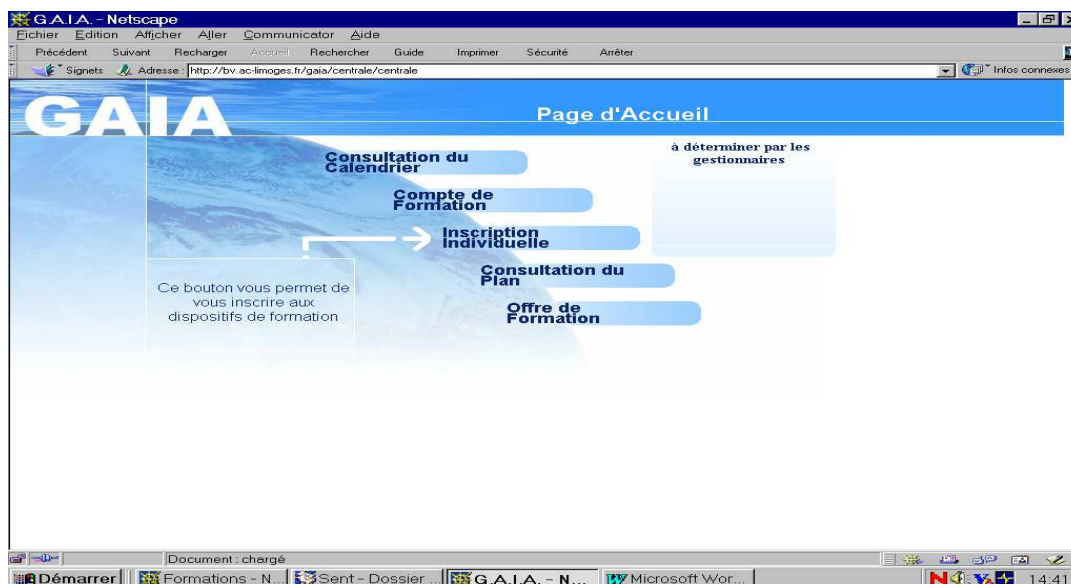 G.A.I.A. - Netscape
Fichier Edition Afficher Aller Communicator Aide
Précédent Suivant Recharger Accueil Rechercher Guide Imprimer Sécurité Arrêter
Signets Adresse : http://bv.ac-limoges.fr/gaia/centrale/centrale Infos connexes
GAIA
Page d'Accueil
à déterminer par les
gestionnaires
Consultation du
Calendrier
Compte de
Formation
Inscription
Individuelle
Consultation du
Plan
Offre de
Formation
Ce bouton vous permet de
vous inscrire aux
dispositifs de formation
Document : chargé
Démarrer Formations - N... Sent - Dossier ... G.A.I.A. - N... Microsoft Wor... 14:41